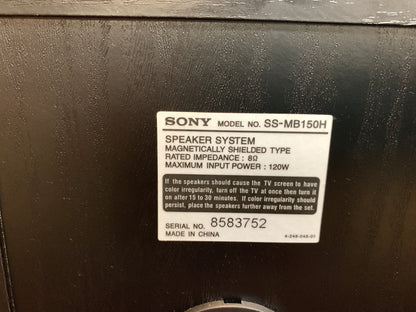 SONY MODEL NO. SS-MB150H
SPEAKER SYSTEM
MAGNETICALLY SHIELDED TYPE
RATED IMPEDANCE : 8Ω
MAXIMUM INPUT POWER : 120W
If the speakers should cause the TV screen to have
color irregularity, turn off the TV at once then turn it
on after 15 to 30 minutes. If color irregularity should
persist, place the speakers further away from the set.
SERIAL NO. 8583752
MADE IN CHINA